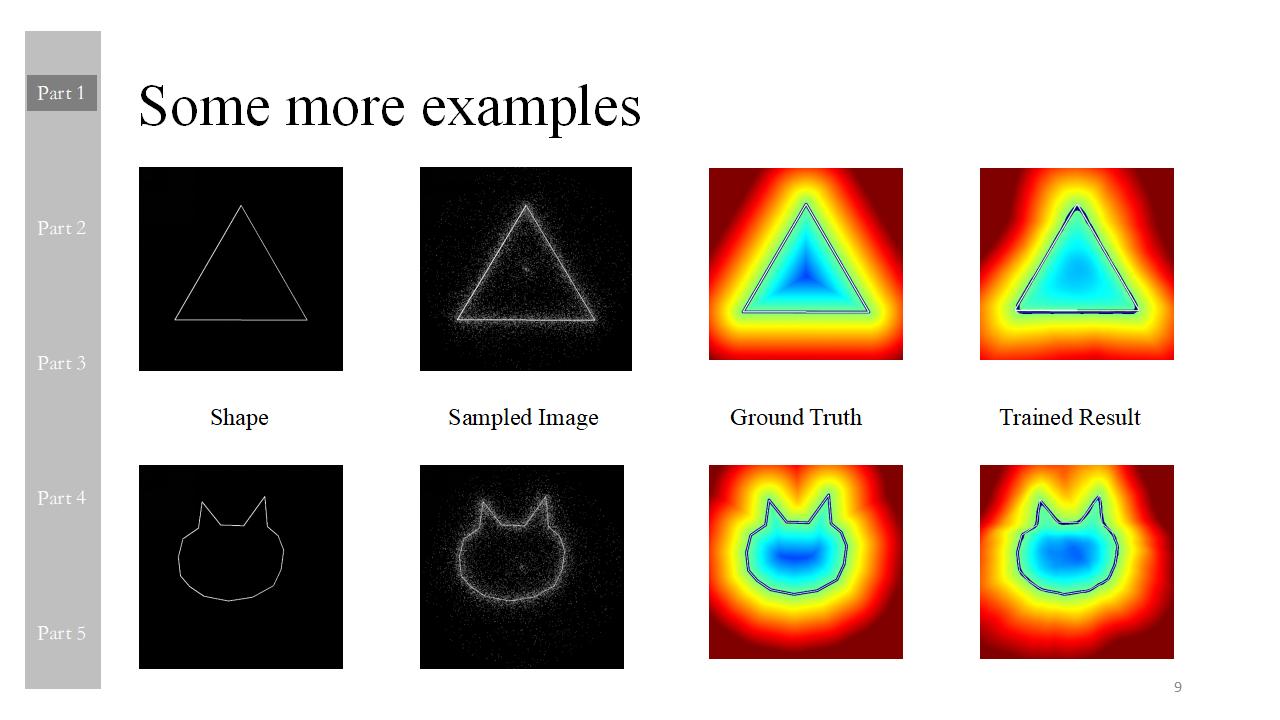 Part 1
Part 2
Part 3
Part 4
Part 5
Some more examples
Shape
Sampled Image
Ground Truth
Trained Result
9